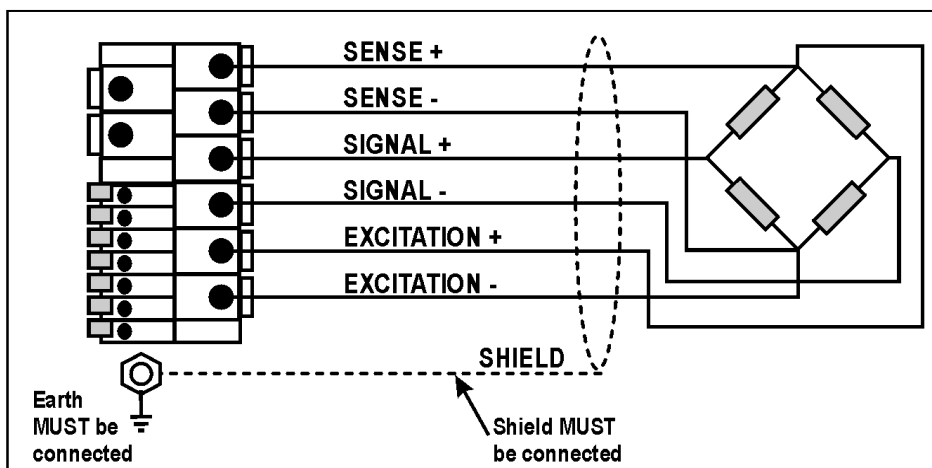 SENSE +
SENSE -
SIGNAL +
SIGNAL -
EXCITATION +
EXCITATION -
SHIELD
Earth
MUST be
connected
Shield MUST
be connected